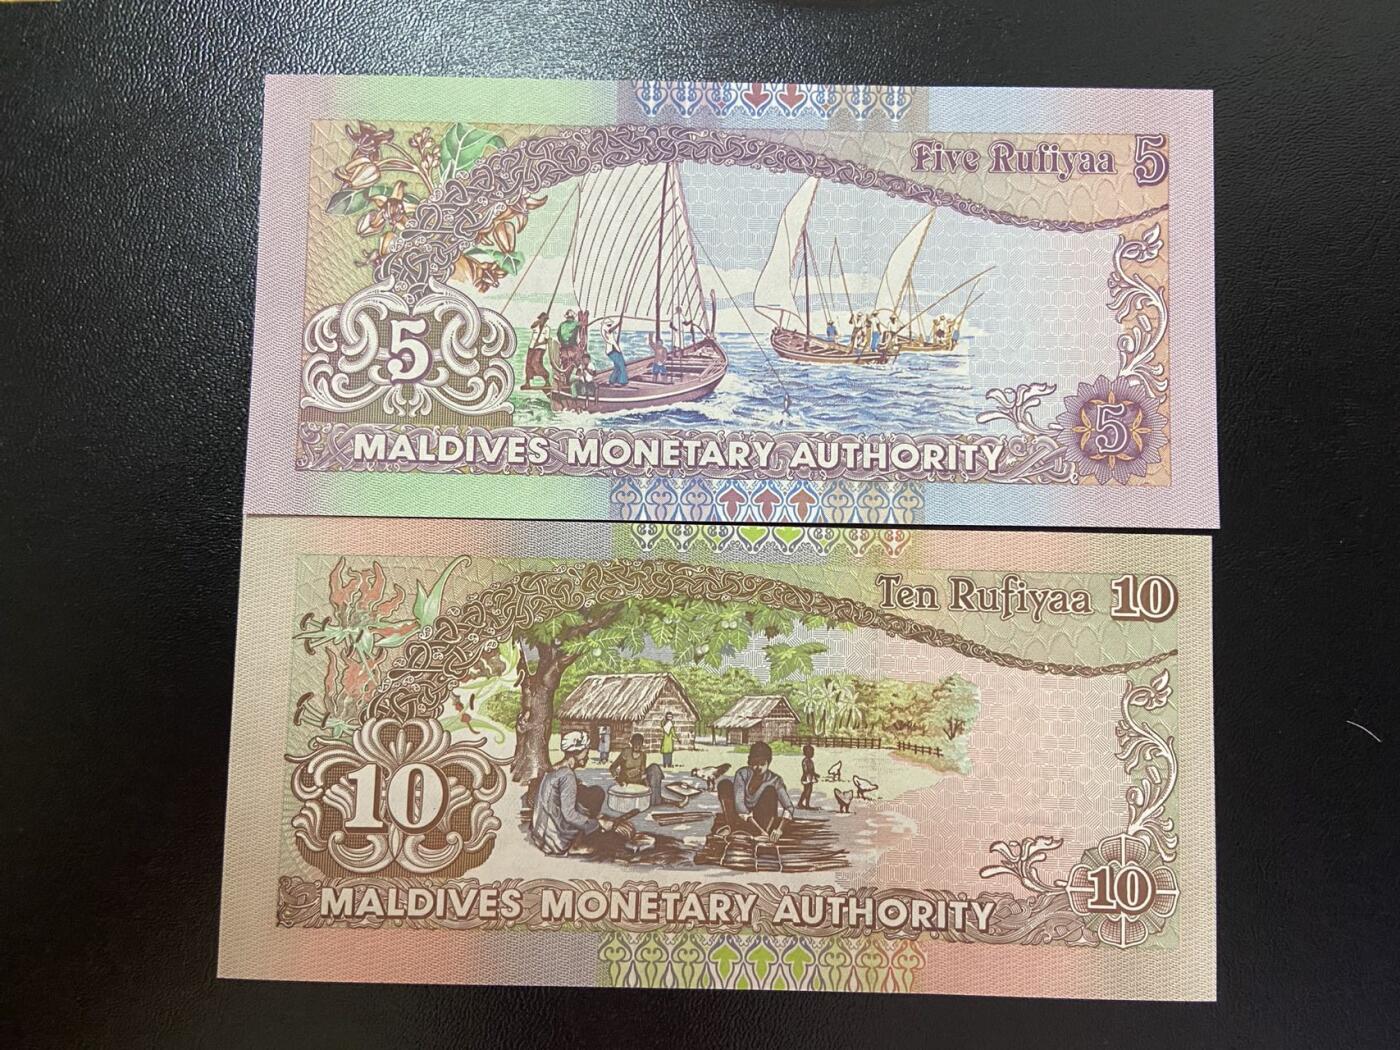 Five Rufiyaa 5
5
5
MALDIVES MONETARY AUTHORITY
Ten Rufiyaa 10
10
10
MALDIVES MONETARY AUTHORITY